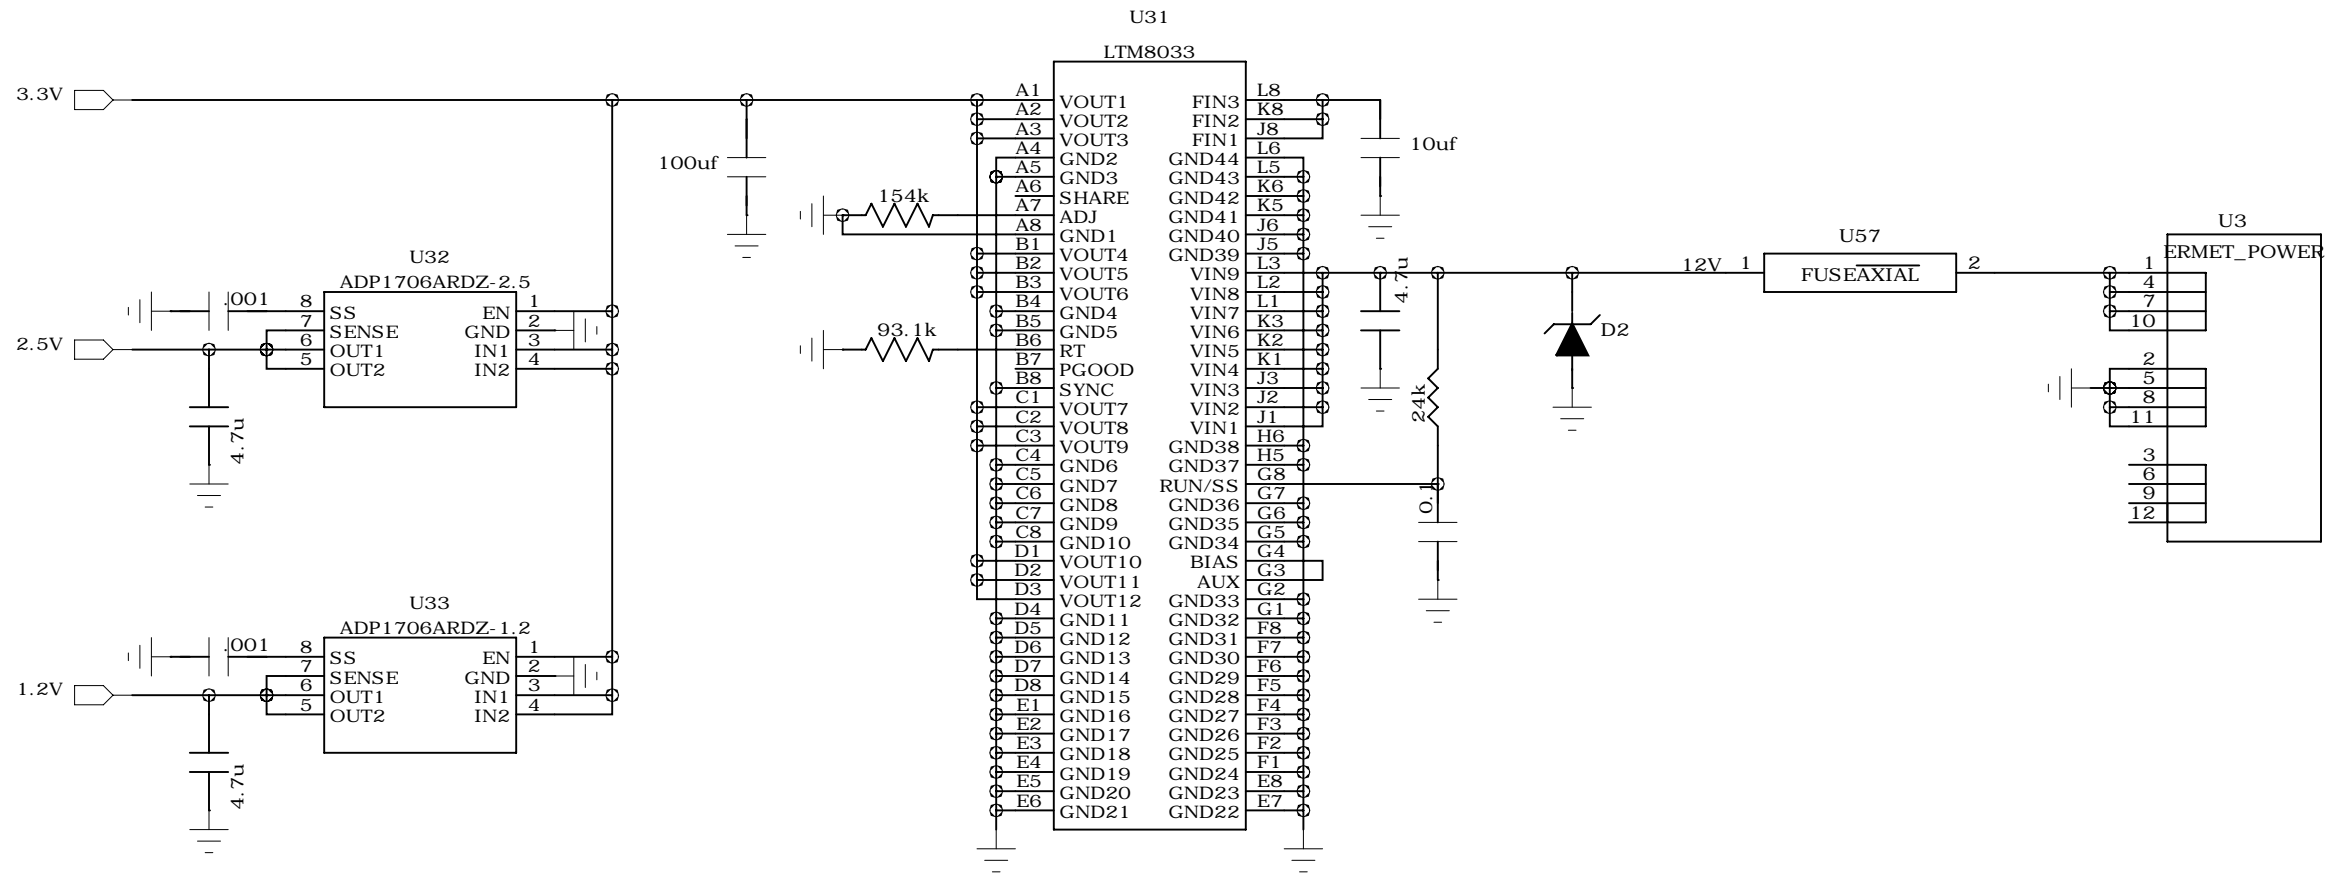 U31
LTM8033
3.3V
100uf
154k
93.1k
A1 VOUT1 FIN3 L8
A2 VOUT2 FIN2 K8
A3 VOUT3 FIN1 J8
A4 GND2 GND44 L6
A5 GND3 GND43 L5
A6 SHARE GND42 K6
A7 ADJ GND41 K5
A8 GND1 GND40 J6
B1 VOUT4 GND39 J5
B2 VOUT5 VIN9 L3
B3 VOUT6 VIN8 L2
B4 GND4 VIN7 L1
B5 GND5 VIN6 K3
B6 RT VIN5 K2
B7 PGOOD VIN4 K1
B8 SYNC VIN3 J3
C1 VOUT7 VIN2 J2
C2 VOUT8 VIN1 J1
C3 VOUT9 GND38 H6
C4 GND6 GND37 H5
C5 GND7 RUN/SS G8
C6 GND8 GND36 G7
C7 GND9 GND35 G6
C8 GND10 GND34 G5
D1 VOUT10 BIAS G4
D2 VOUT11 AUX G3
D3 VOUT12 GND33 G2
D4 GND11 GND32 G1
D5 GND12 GND31 F8
D6 GND13 GND30 F7
D7 GND14 GND29 F6
D8 GND15 GND28 F5
E1 GND16 GND27 F4
E2 GND17 GND26 F3
E3 GND18 GND25 F2
E4 GND19 GND24 F1
E5 GND20 GND23 E8
E6 GND21 GND22 E7
10uf
4.7u
24k
0.1
D2
12V
U57
1 FUSEAXIAL 2
U3
ERMET_POWER
1
4
7
10
2
5
8
11
3
6
9
12
U32
ADP1706ARDZ-2.5
.001
2.5V
8 SS EN 1
7 SENSE GND 2
6 OUT1 IN1 3
5 OUT2 IN2 4
4.7u
U33
ADP1706ARDZ-1.2
.001
1.2V
8 SS EN 1
7 SENSE GND 2
6 OUT1 IN1 3
5 OUT2 IN2 4
4.7u